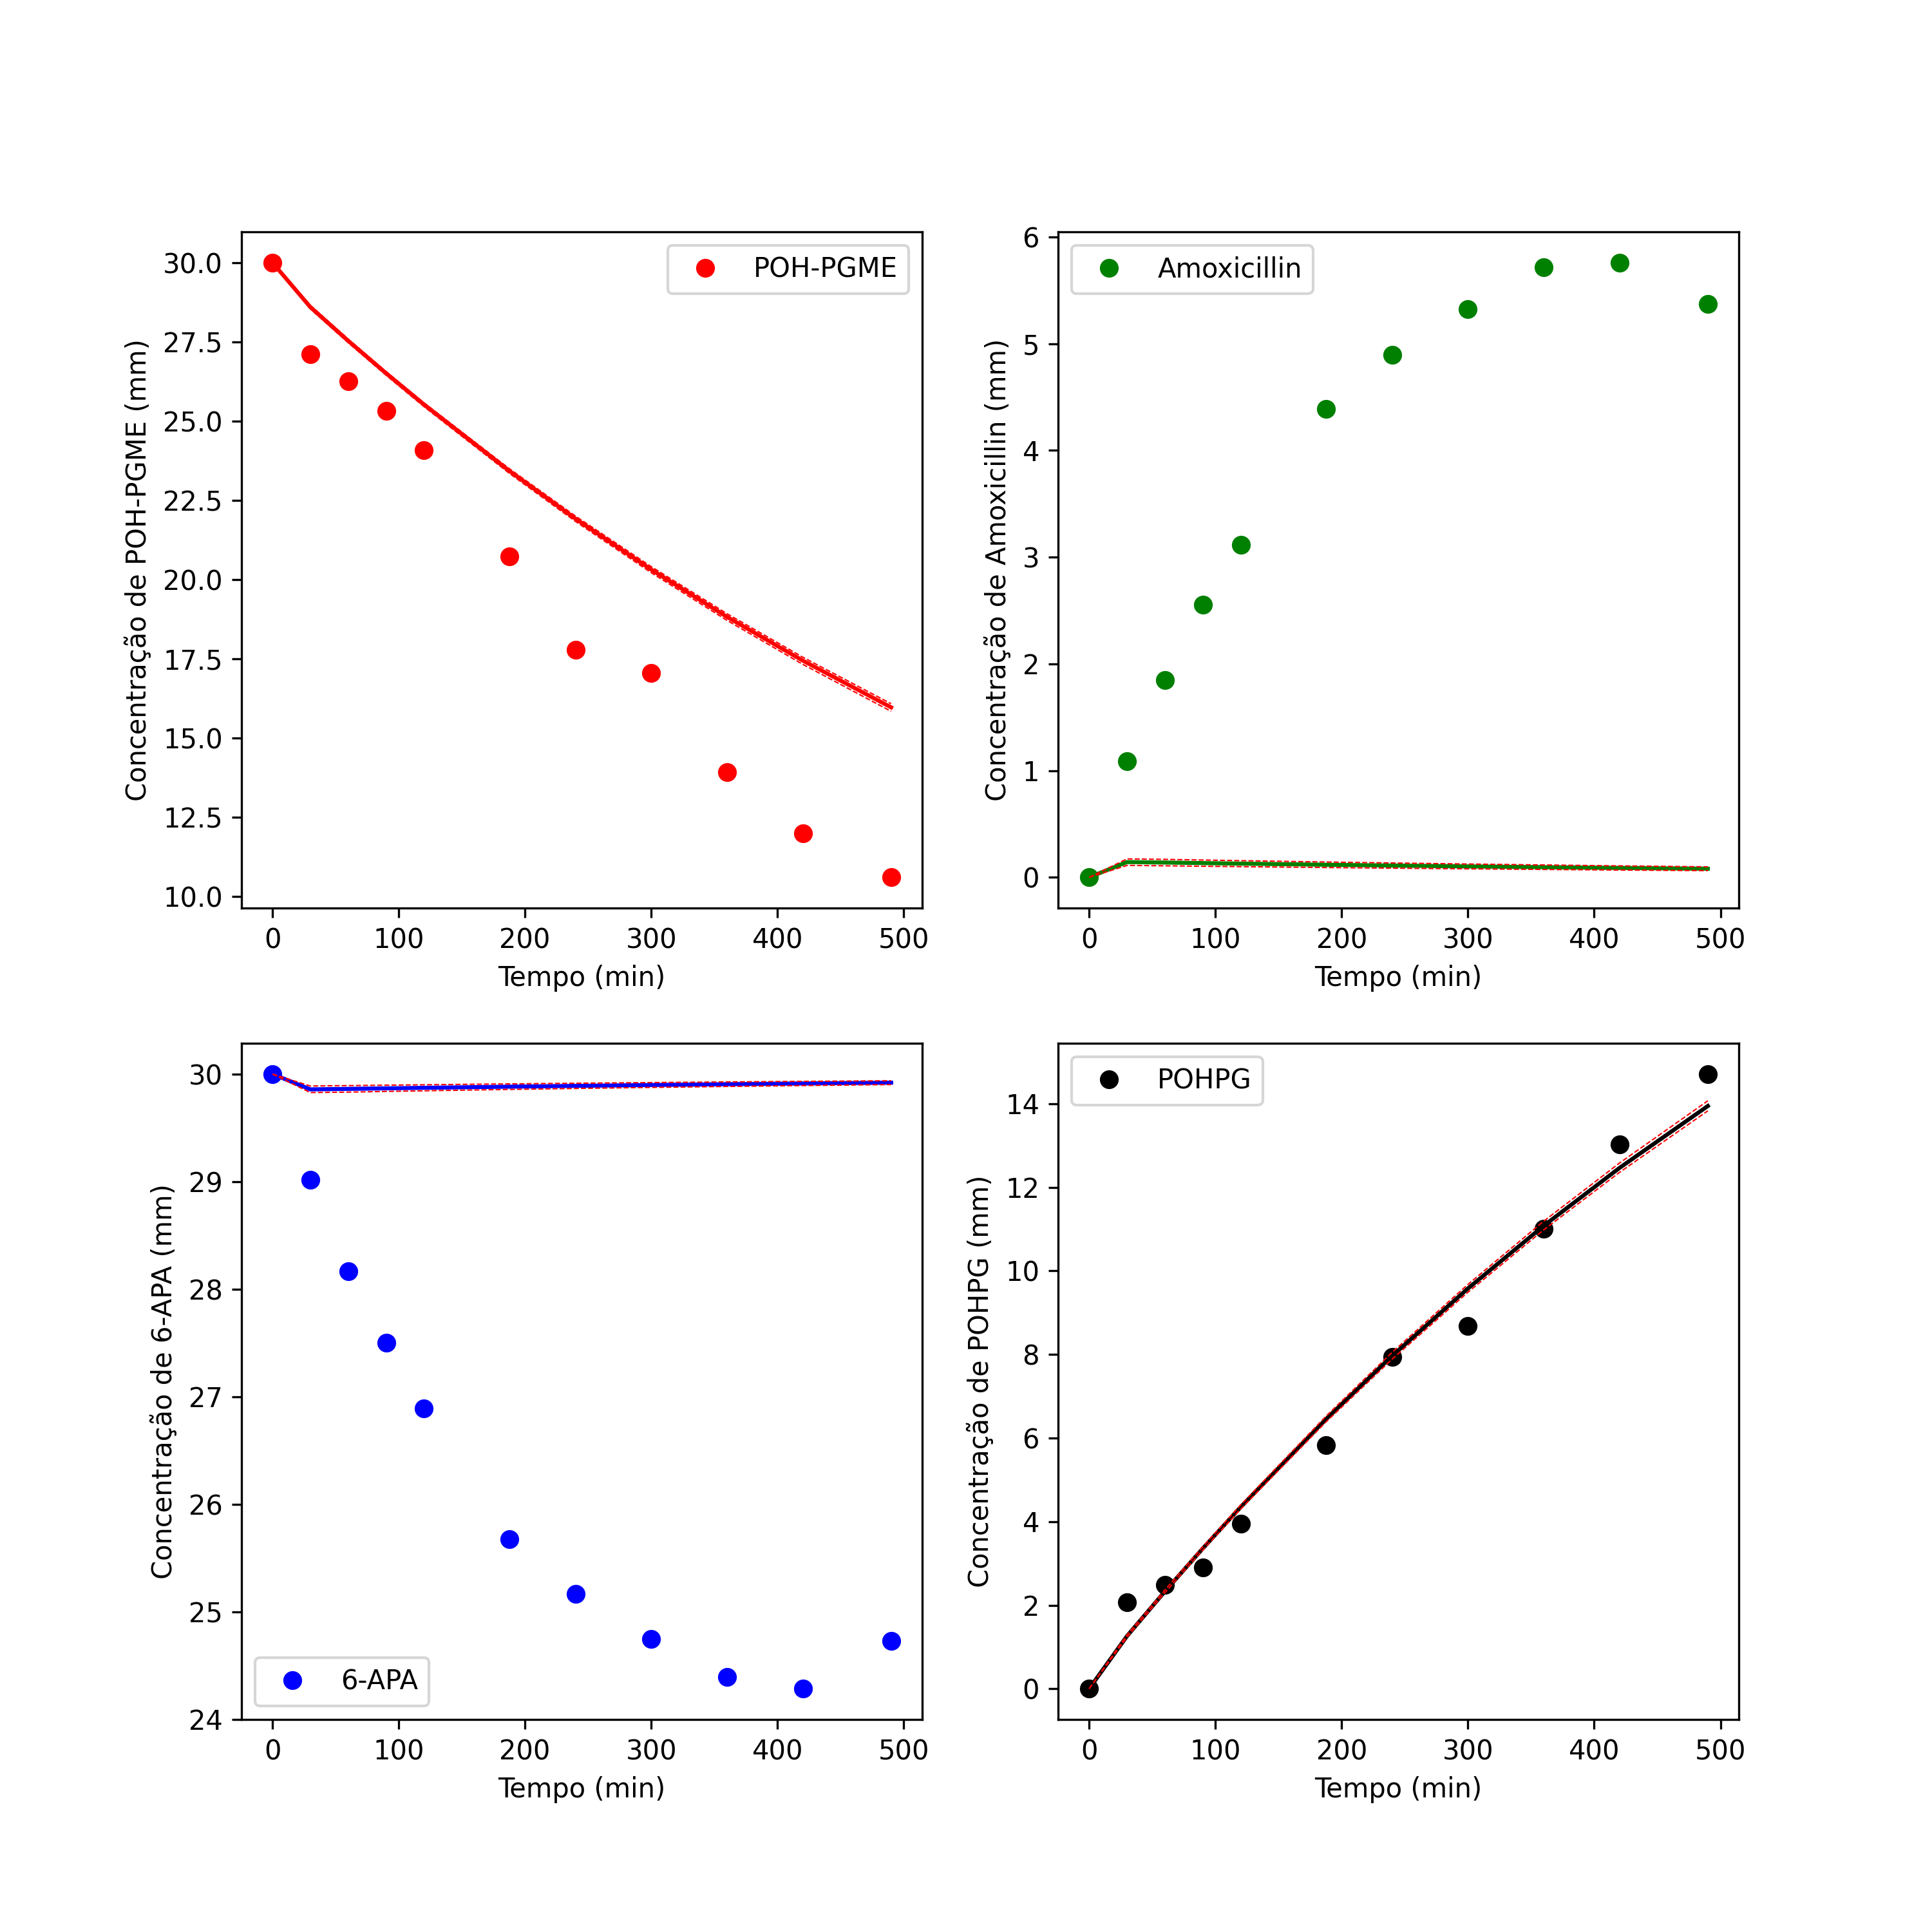 POH-PGME
Concentração de POH-PGME (mm)
30.0
27.5
25.0
22.5
20.0
17.5
15.0
12.5
10.0
0 100 200 300 400 500
Tempo (min)
Amoxicillin
Concentração de Amoxicillin (mm)
6
5
4
3
2
1
0
0 100 200 300 400 500
Tempo (min)
6-APA
Concentração de 6-APA (mm)
30
29
28
27
26
25
24
0 100 200 300 400 500
Tempo (min)
POHPG
Concentração de POHPG (mm)
14
12
10
8
6
4
2
0
0 100 200 300 400 500
Tempo (min)